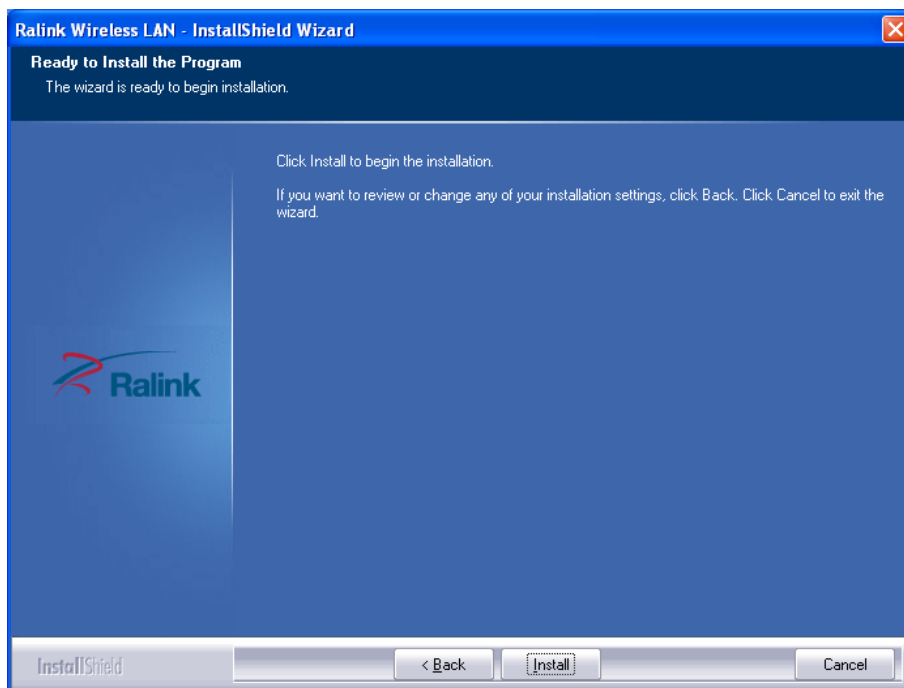 Ralink Wireless LAN - InstallShield Wizard
Ready to Install the Program
The wizard is ready to begin installation.
Click Install to begin the installation.
If you want to review or change any of your installation settings, click Back. Click Cancel to exit the
wizard.
Ralink
InstallShield
< Back
Install
Cancel